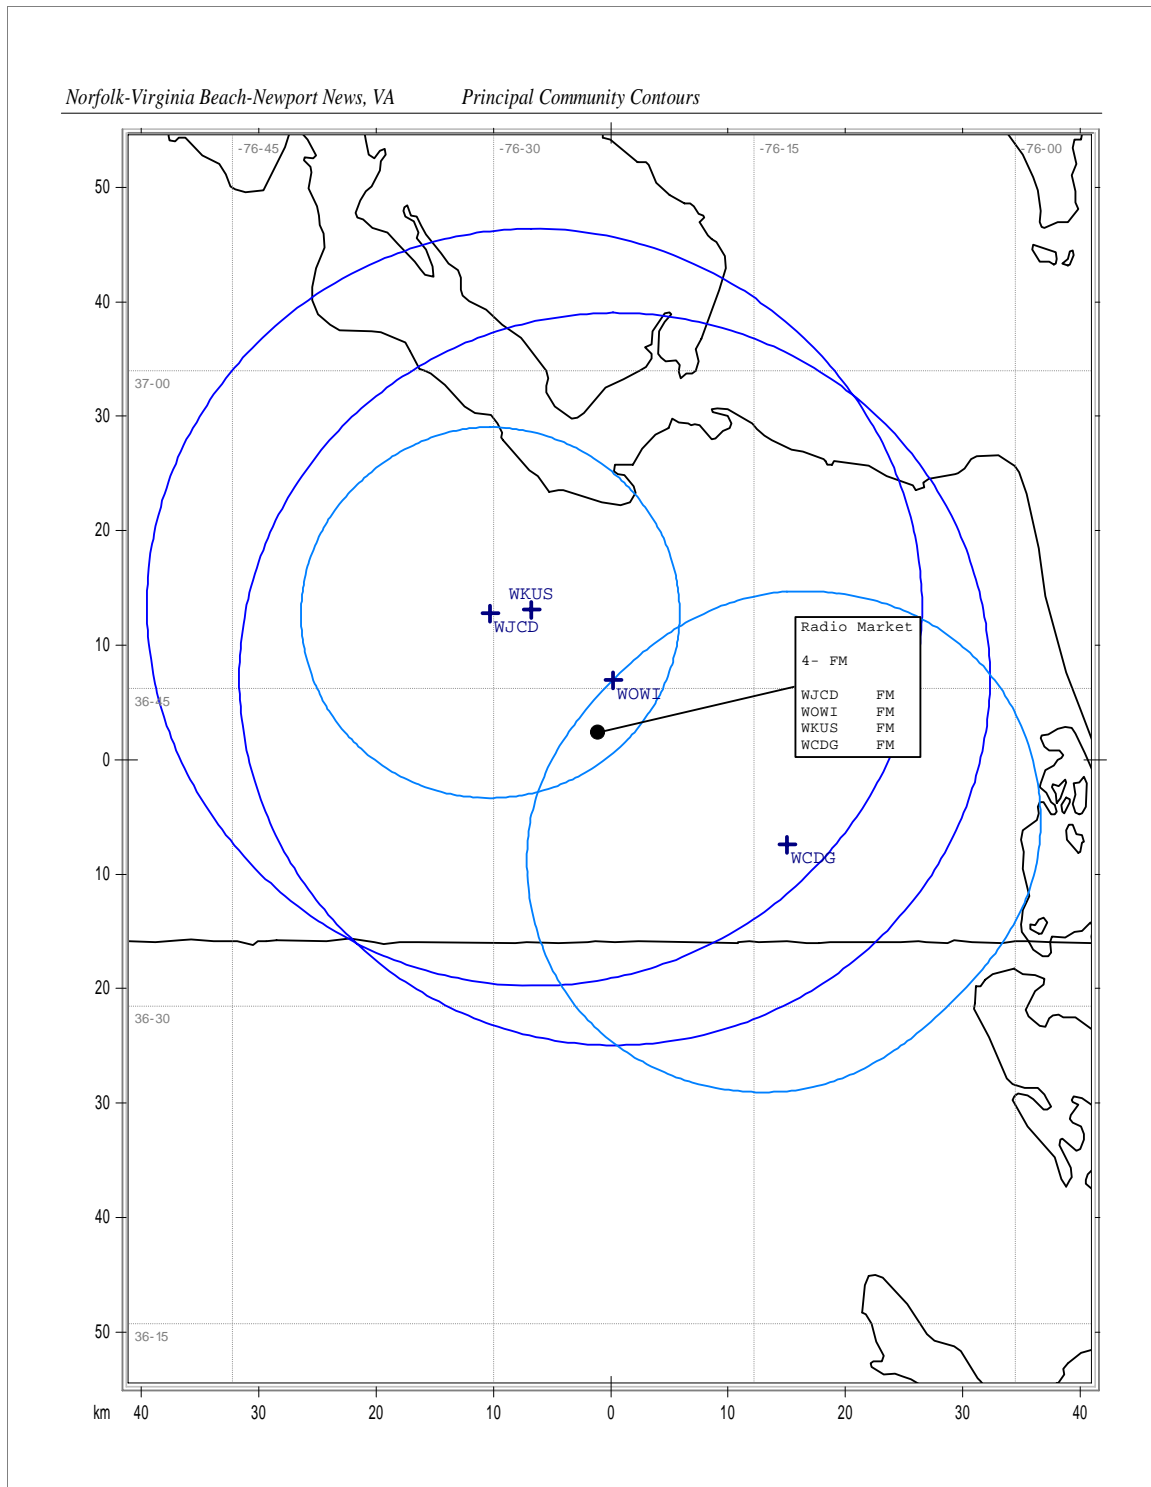 Norfolk-Virginia Beach-Newport News, VA Principal Community Contours
-76-45 -76-30 -76-15 -76-00
50
40
37-00
30
20
WKUS
WJCD
Radio Market
10
4- FM
WOWI
36-45
WJCD FM
WOWI FM
WKUS FM
WCDG FM
0
WCDG
10
20
36-30
30
40
50
36-15
km 40 30 20 10 0 10 20 30 40